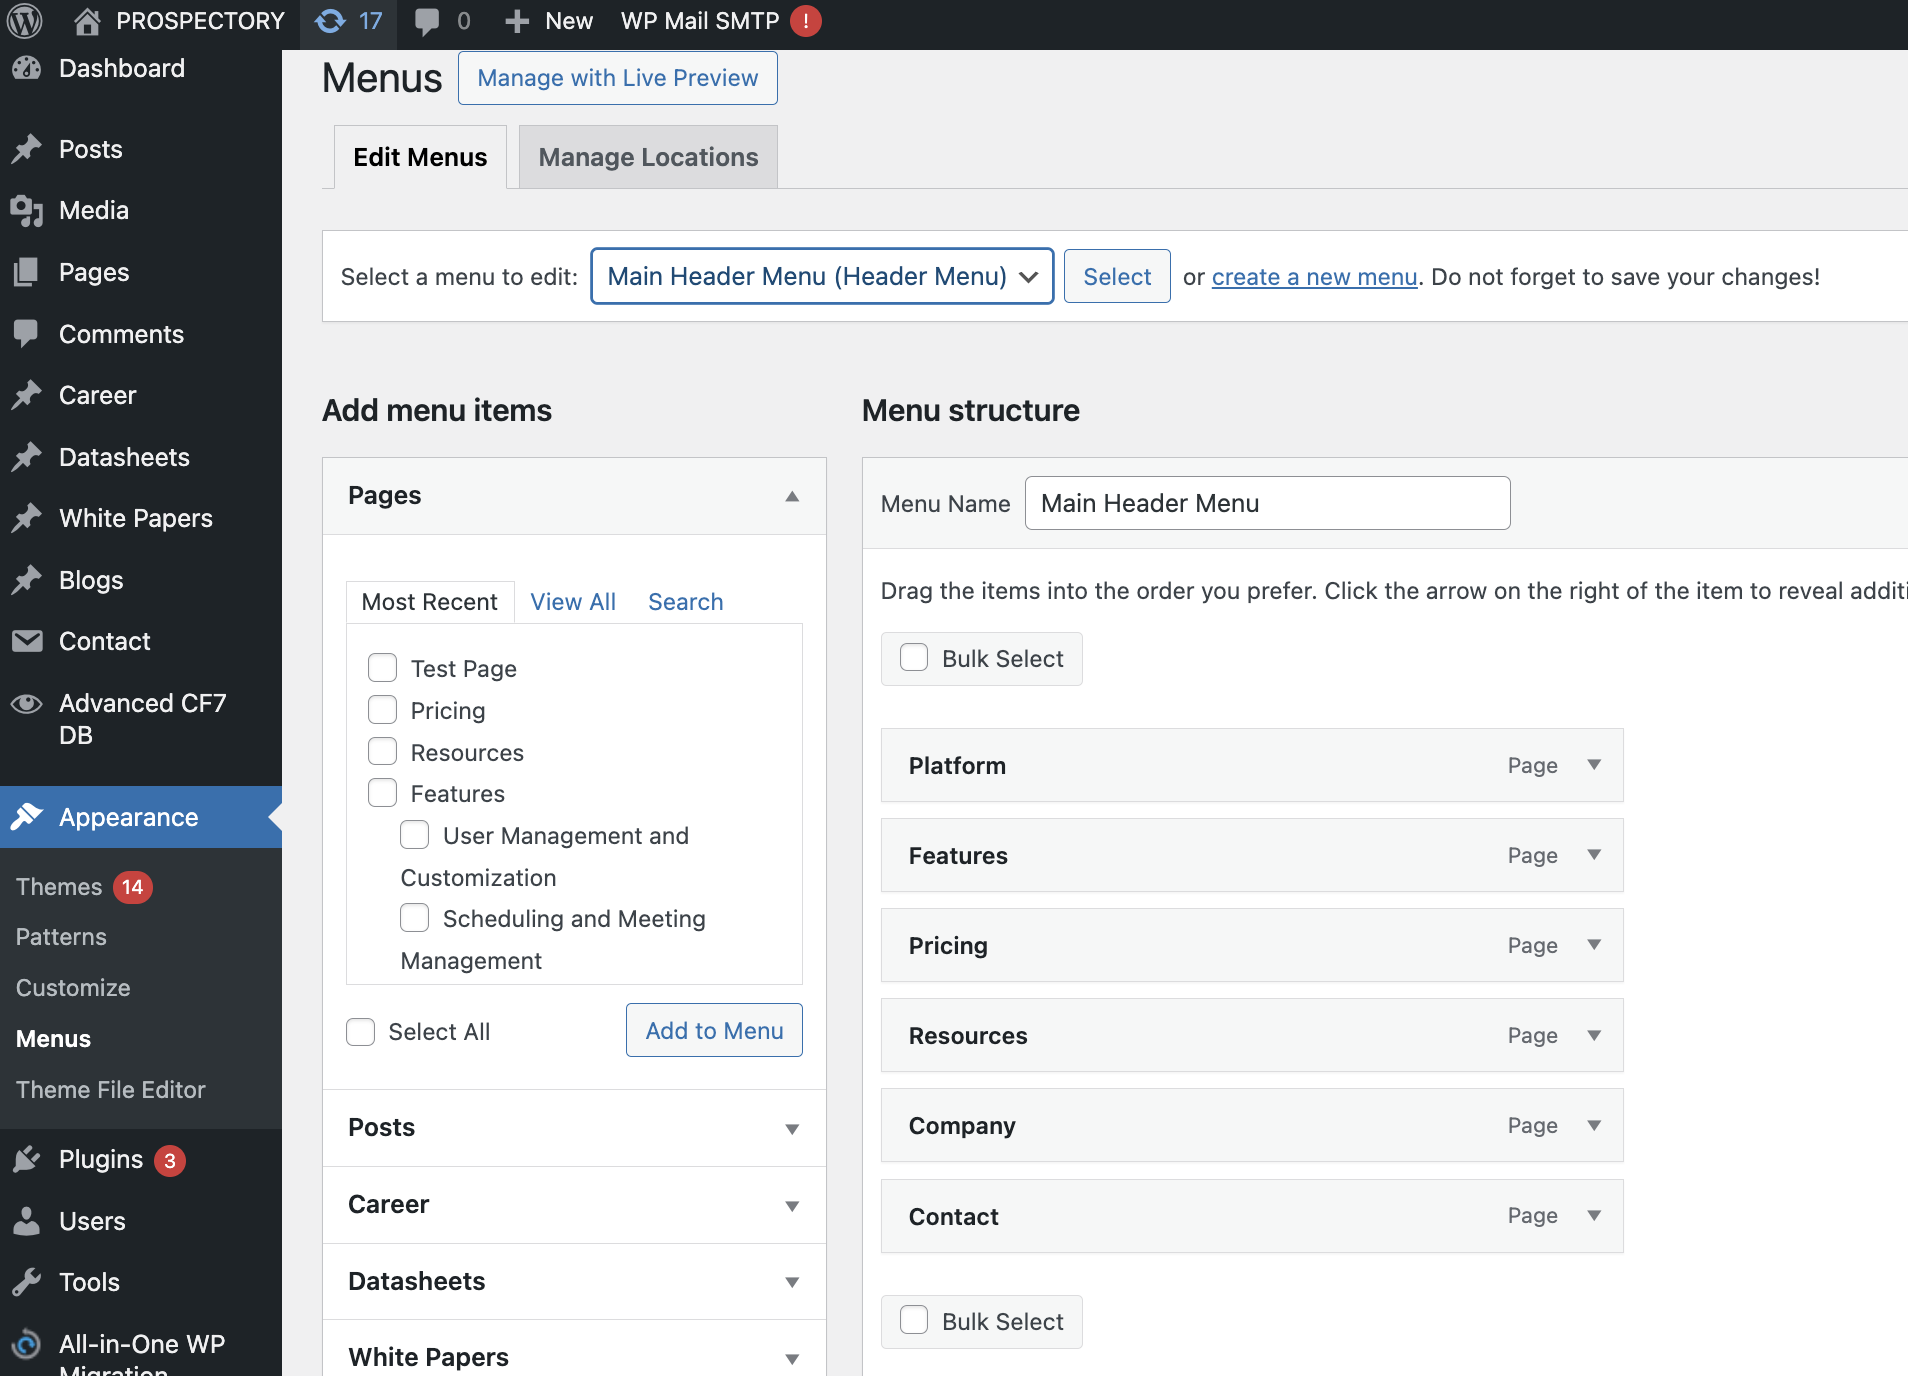 PROSPECTORY 17 0 New WP Mail SMTP !
Dashboard
Posts
Media
Pages
Comments
Career
Datasheets
White Papers
Blogs
Contact
Advanced CF7
DB
Appearance
Themes 14
Patterns
Customize
Menus
Theme File Editor
Plugins 3
Users
Tools
All-in-One WP
Migration
Menus Manage with Live Preview
Edit Menus Manage Locations
Select a menu to edit: Main Header Menu (Header Menu) Select or create a new menu. Do not forget to save your changes!
Add menu items
Pages
Most Recent View All Search
Test Page
Pricing
Resources
Features
User Management and
Customization
Scheduling and Meeting
Management
Select All Add to Menu
Posts
Career
Datasheets
White Papers
Menu structure
Menu Name Main Header Menu
Drag the items into the order you prefer. Click the arrow on the right of the item to reveal additi
Bulk Select
Platform Page
Features Page
Pricing Page
Resources Page
Company Page
Contact Page
Bulk Select